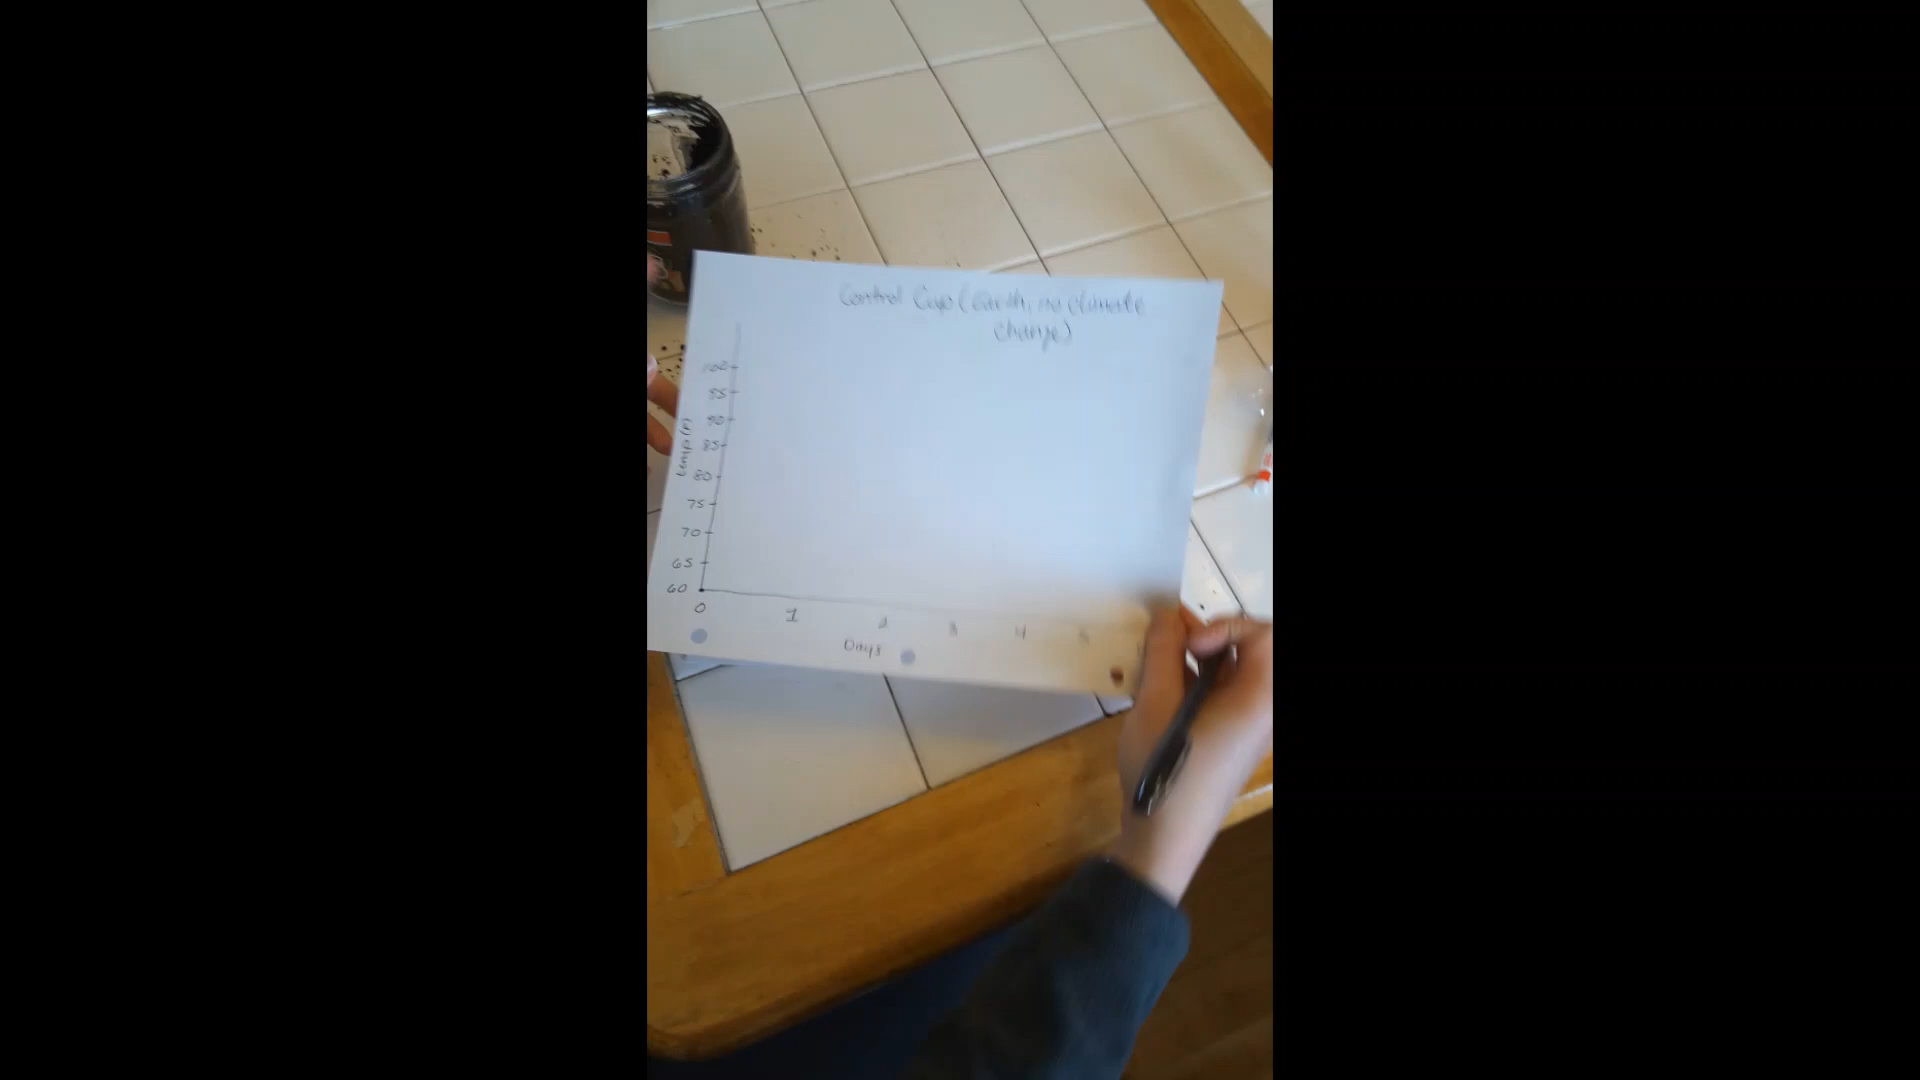 Control Cup (Earth, no climate
change)
100
95
90
85
80
75
70
65
60
Temp(F)
0 1 2 3 4 5
Days